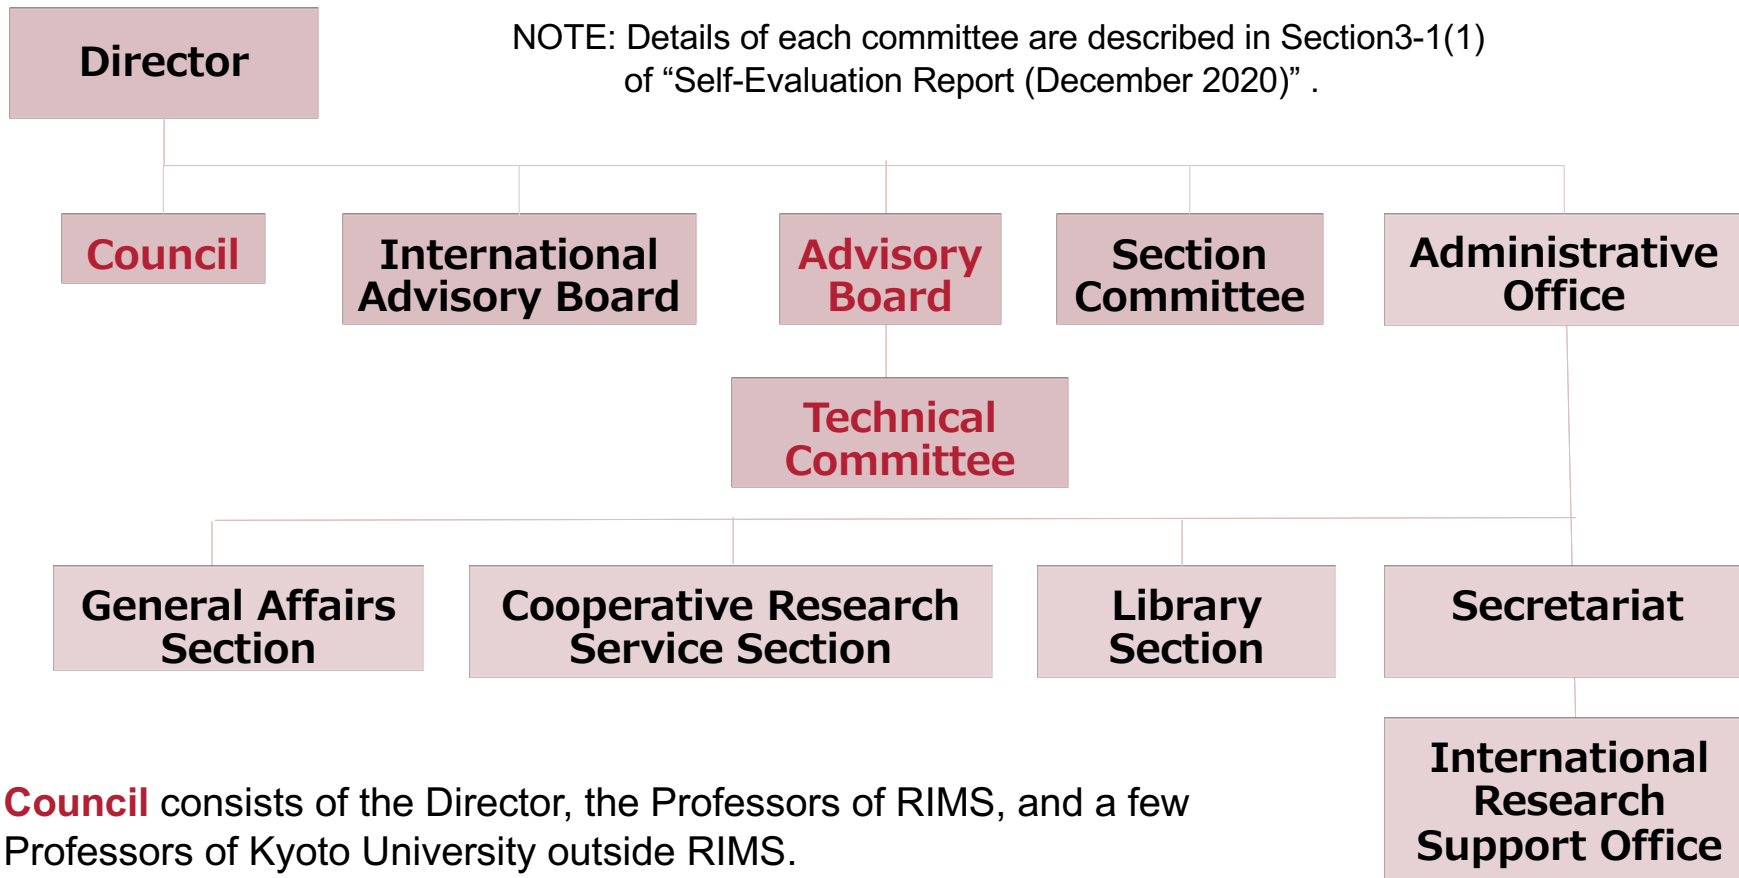 Director
NOTE: Details of each committee are described in Section3-1(1)
of “Self-Evaluation Report (December 2020)” .
Council
International
Advisory Board
Advisory
Board
Section
Committee
Administrative
Office
Technical
Committee
General Affairs
Section
Cooperative Research
Service Section
Library
Section
Secretariat
International
Research
Support Office
Council consists of the Director, the Professors of RIMS, and a few
Professors of Kyoto University outside RIMS.